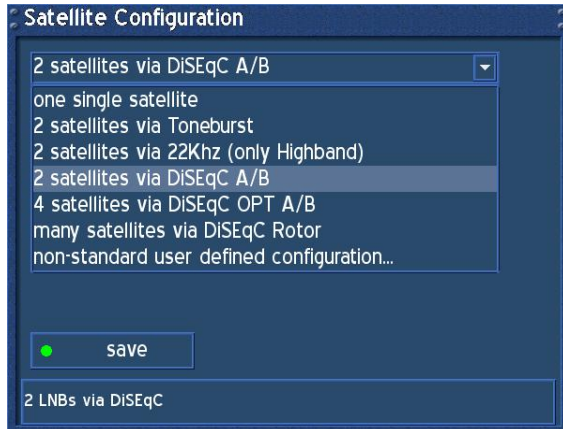 Satellite Configuration
2 satellites via DiSEqC A/B
one single satellite
2 satellites via Toneburst
2 satellites via 22Khz (only Highband)
2 satellites via DiSEqC A/B
4 satellites via DiSEqC OPT A/B
many satellites via DiSEqC Rotor
non-standard user defined configuration...
save
2 LNBs via DiSEqC